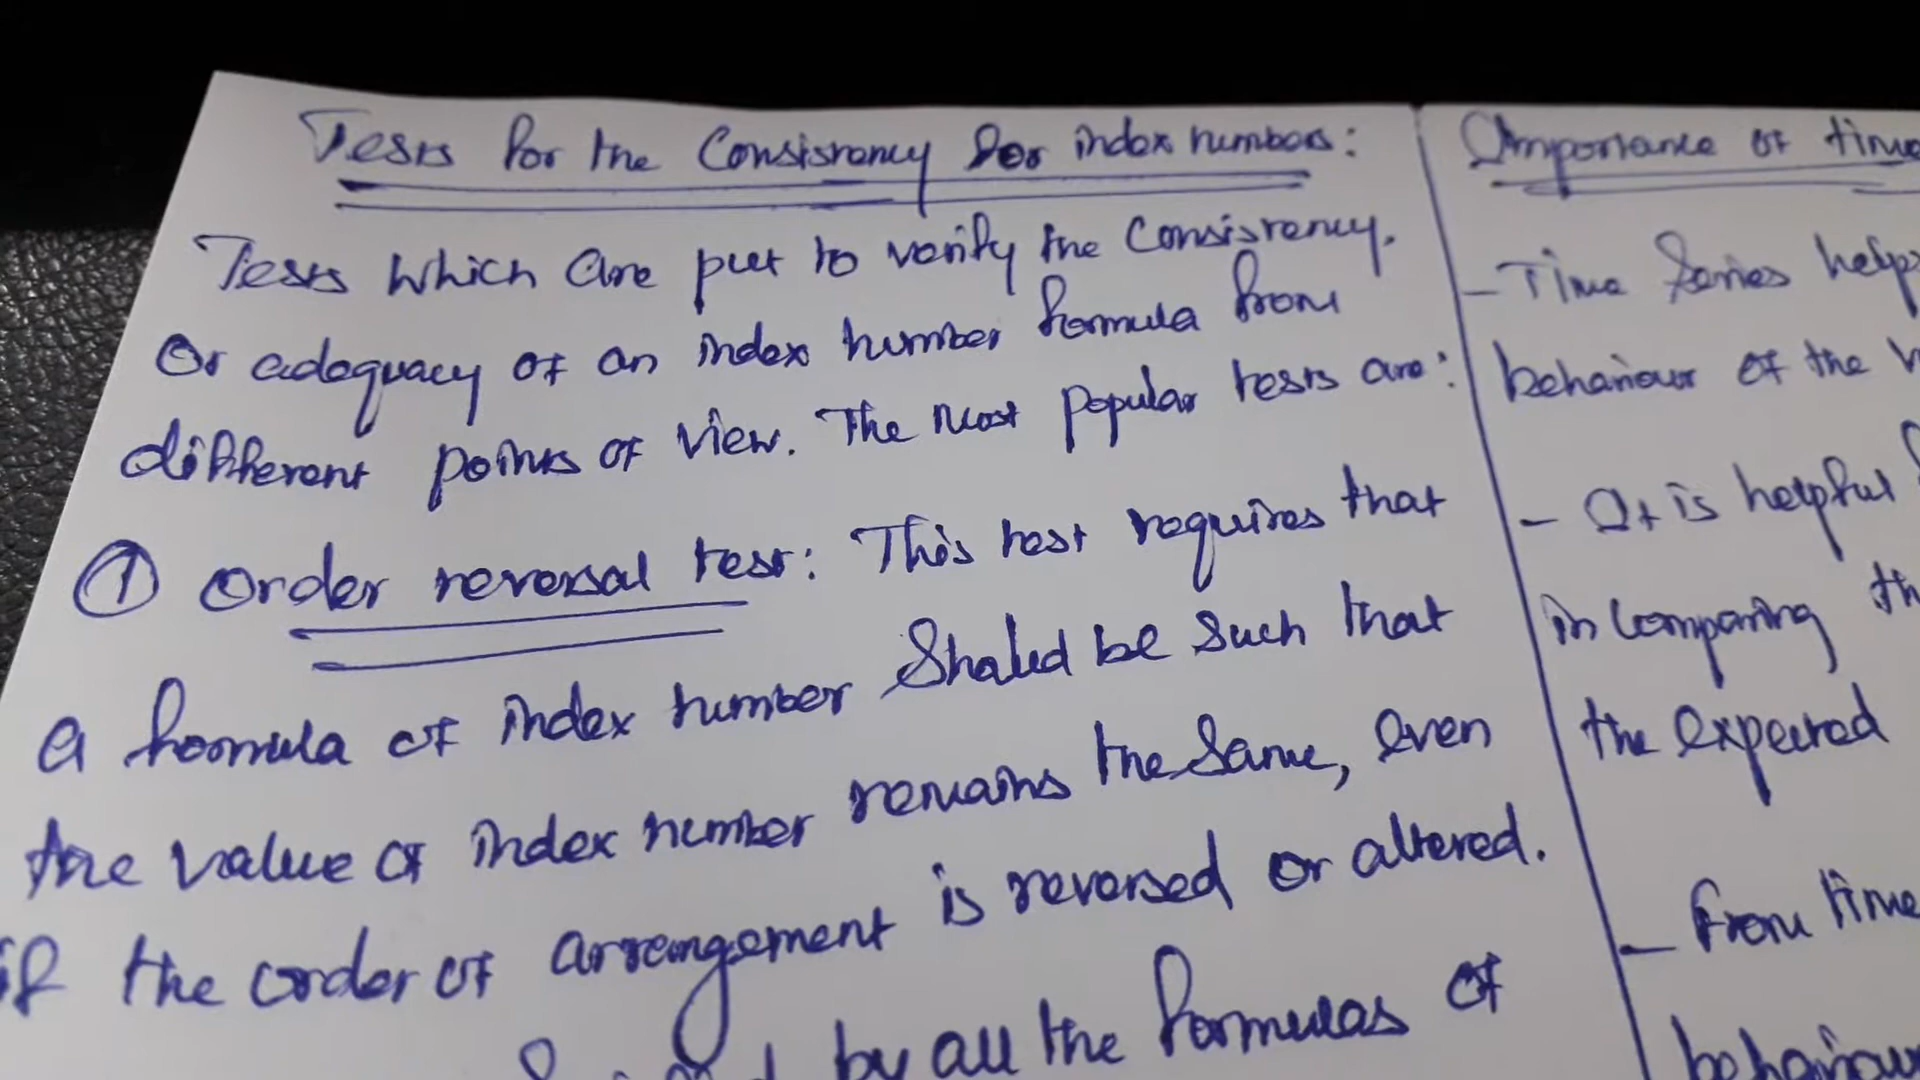 Tests for the Consistency for index numbers:
Tests which are put to verify the Consistency.
Or adequacy of an index number formula from
different points of view. The most popular tests are:
① Order reversal test: This test requires that
a formula of index number Should be such that
the value of index number remains the same, even
if the order of arrangement is reversed or altered.
by all the formulas of
Importance of time
- Time Series helps
behaviour of the
- It is helpful
in comparing
the expected
- From time
behaviour